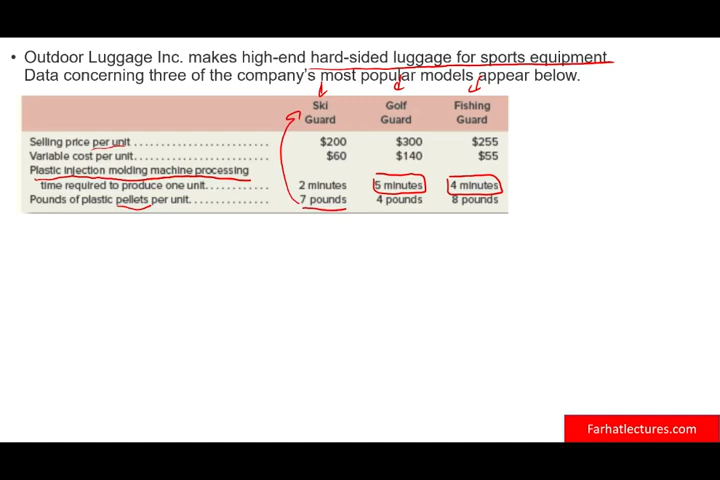 • Outdoor Luggage Inc. makes high-end hard-sided luggage for sports equipment
Data concerning three of the company's most popular models appear below.
Ski Guard Golf Guard Fishing Guard
Selling price per unit $200 $300 $255
Variable cost per unit $60 $140 $55
Plastic injection molding machine processing
time required to produce one unit 2 minutes 5 minutes 4 minutes
Pounds of plastic pellets per unit 7 pounds 4 pounds 8 pounds
Farhatlectures.com